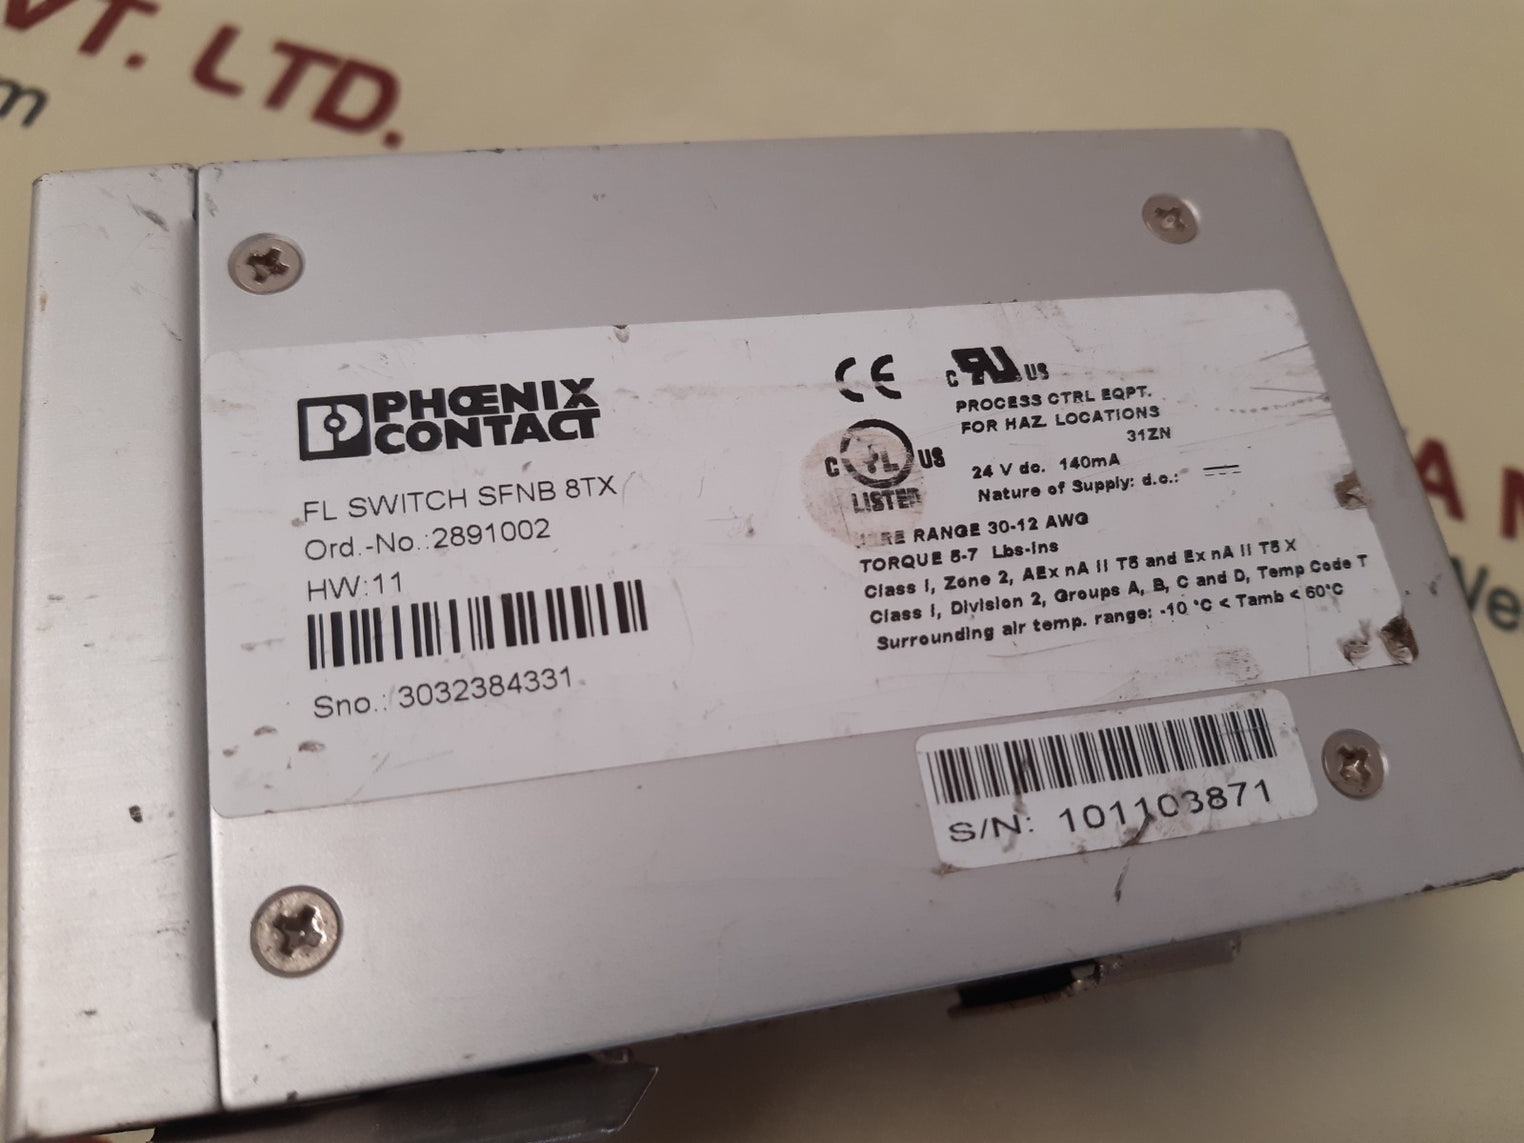 VT. LTD.
m
PHŒNIX
CONTACT
FL SWITCH SFNB 8TX
Ord.-No.:2891002
HW:11
Sno.: 3032384331
CE
C US
PROCESS CTRL EQPT.
FOR HAZ. LOCATIONS
31ZN
C UL US
LISTED
24 V dc. 140mA
Nature of Supply: d.c.:
RANGE 30-12 AWG
TORQUE 5-7 Lbs-ins
Class I, Zone 2, AEx nA II T5 and Ex nA II T5 X
Class I, Division 2, Groups A, B, C and D, Temp Code T
Surrounding air temp. range: -10 °C < Tamb < 60°C
S/N: 101103871